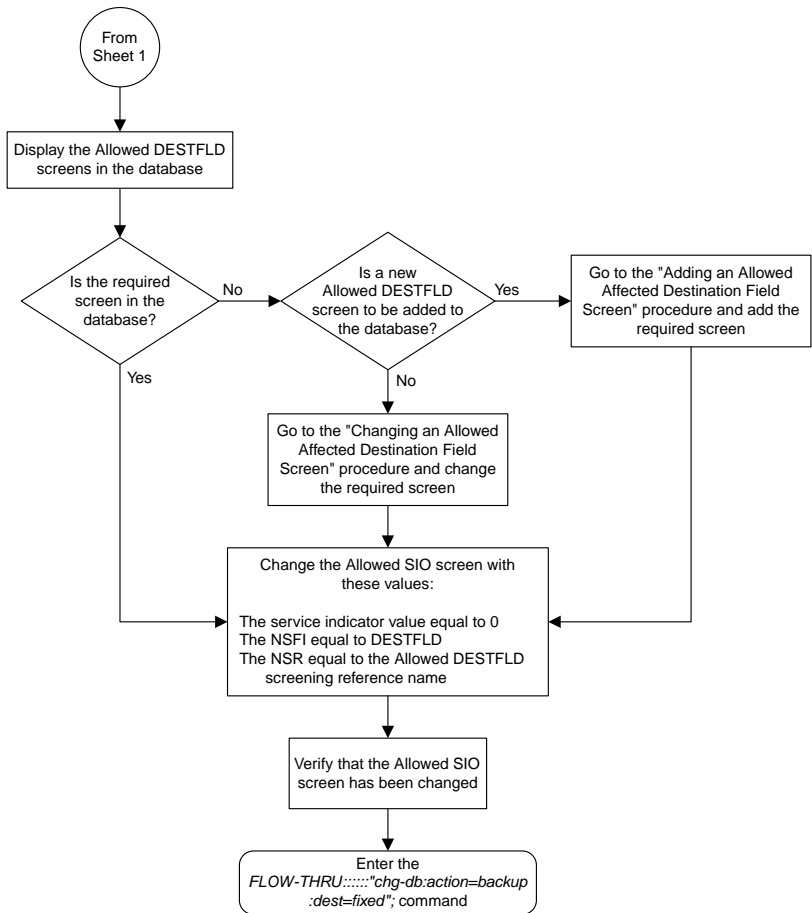 From
Sheet 1
Display the Allowed DESTFLD
screens in the database
Is the required
screen in the
database?
No
Yes
Is a new
Allowed DESTFLD
screen to be added to
the database?
Yes
No
Go to the "Adding an Allowed
Affected Destination Field
Screen" procedure and add the
required screen
Go to the "Changing an Allowed
Affected Destination Field
Screen" procedure and change
the required screen
Change the Allowed SIO screen with
these values:
The service indicator value equal to 0
The NSFI equal to DESTFLD
The NSR equal to the Allowed DESTFLD
screening reference name
Verify that the Allowed SIO
screen has been changed
Enter the
FLOW-THRU::::::"chg-db:action=backup
:dest=fixed"; command